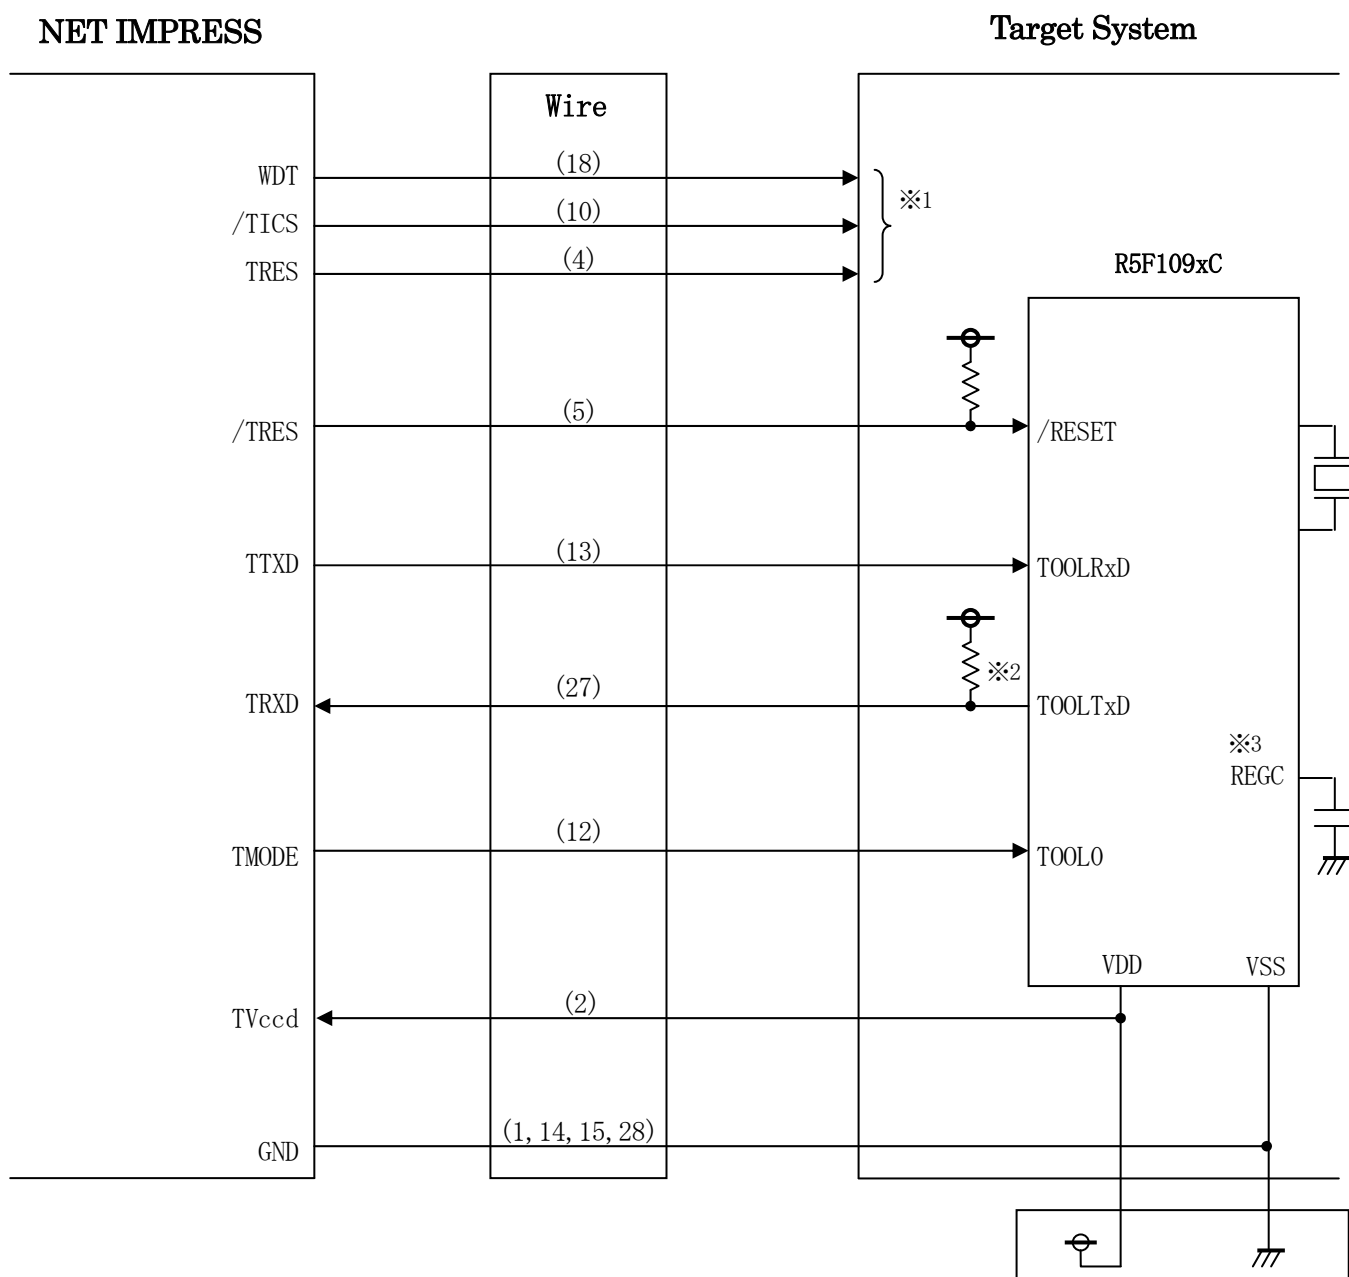 NET IMPRESS
Target System
Wire
WDT
(18)
※1
/TICS
(10)
TRES
(4)
R5F109xC
/TRES
(5)
/RESET
TTXD
(13)
TOOLRxD
※2
TRXD
(27)
TOOLTxD
※3
REGC
TMODE
(12)
TOOL0
VDD
VSS
TVccd
(2)
GND
(1,14,15,28)